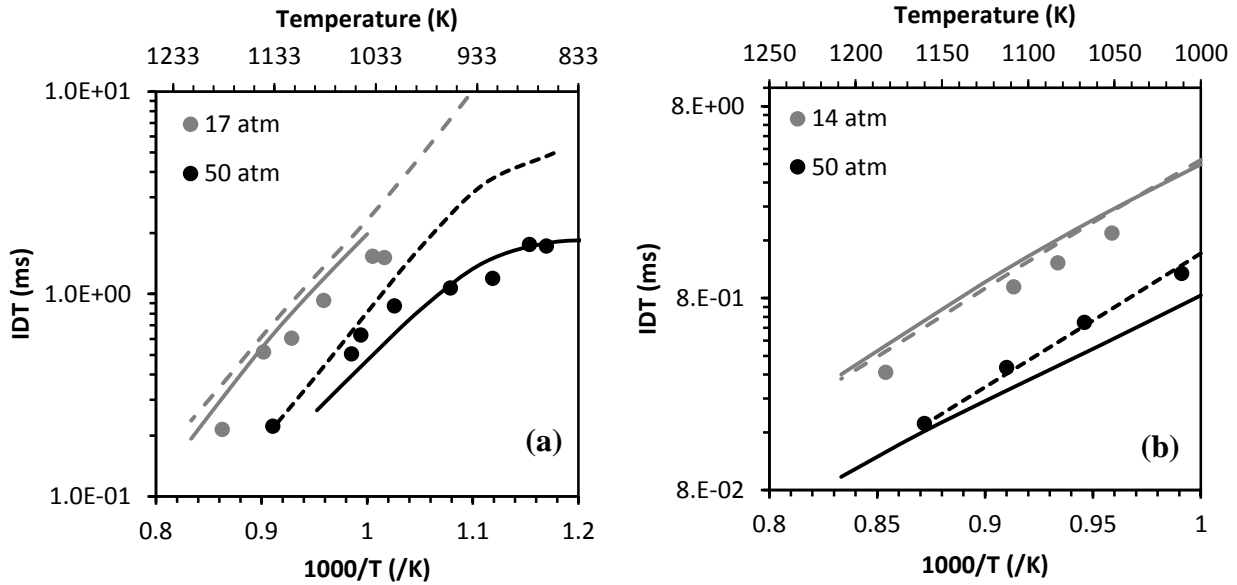 Temperature (K)
1233 1133 1033 933 833
1.0E+01
1.0E+00
1.0E-01
IDT (ms)
17 atm
50 atm
(a)
0.8 0.9 1 1.1 1.2
1000/T (/K)
Temperature (K)
1250 1200 1150 1100 1050 1000
8.E+00
8.E-01
8.E-02
IDT (ms)
14 atm
50 atm
(b)
0.8 0.85 0.9 0.95 1
1000/T (/K)